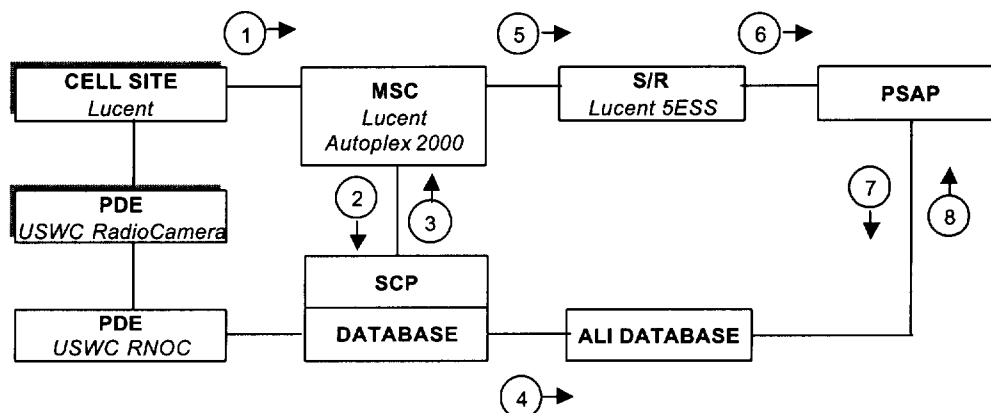 1
5
6
CELL SITE
Lucent
MSC
Lucent
Autoplex 2000
S/R
Lucent 5ESS
PSAP
PDE
USWC RadioCamera
2
3
7
8
SCP
DATABASE
PDE
USWC RNOC
ALI DATABASE
4